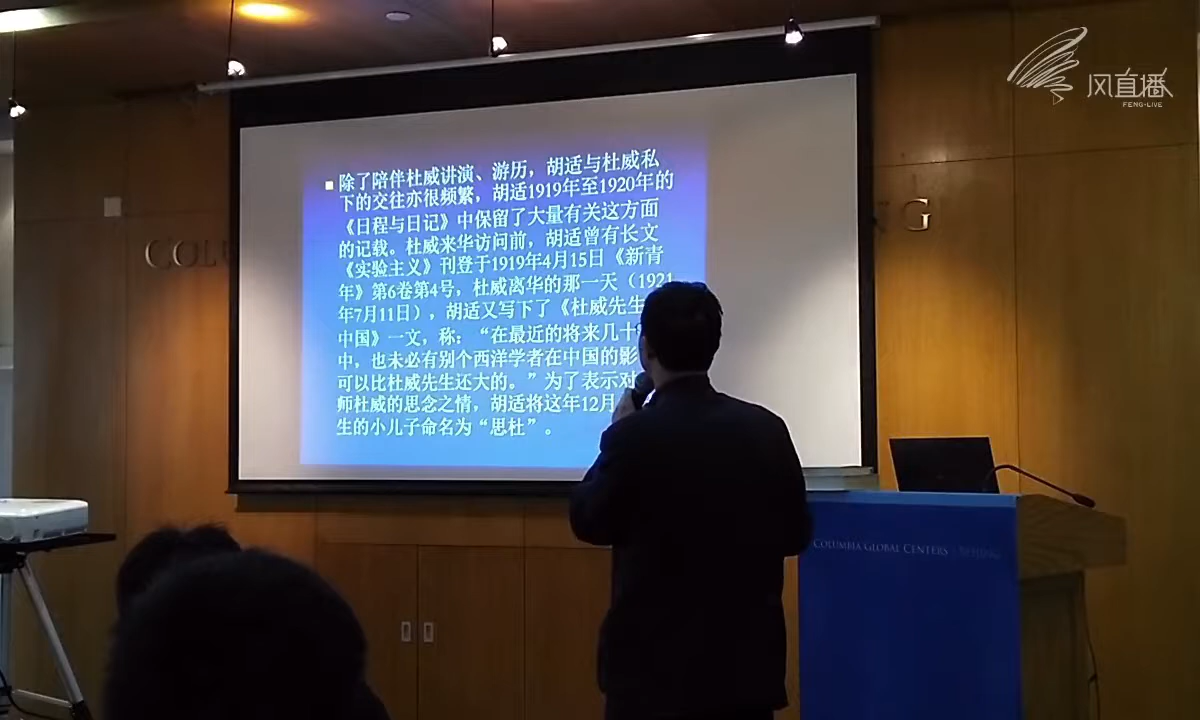 风直播
FENG-LIVE
除了陪伴杜威讲演、游历，胡适与杜威私
下的交往亦很频繁，胡适1919年至1920年的
《日程与日记》中保留了大量有关这方面
的记载。杜威来华访问前，胡适曾有长文
《实验主义》刊登于1919年4月15日《新青
年》第6卷第4号，杜威离华的那一天（1921
年7月11日），胡适又写下了《杜威先生
中国》一文，称：“在最近的将来几十
中，也未必有别个西洋学者在中国的影
可以比杜威先生还大的。”为了表示对
师杜威的思念之情，胡适将这年12月
生的小儿子命名为“思杜”。
COLU
NG
COLUMBIA GLOBAL CENTERS BEIJING